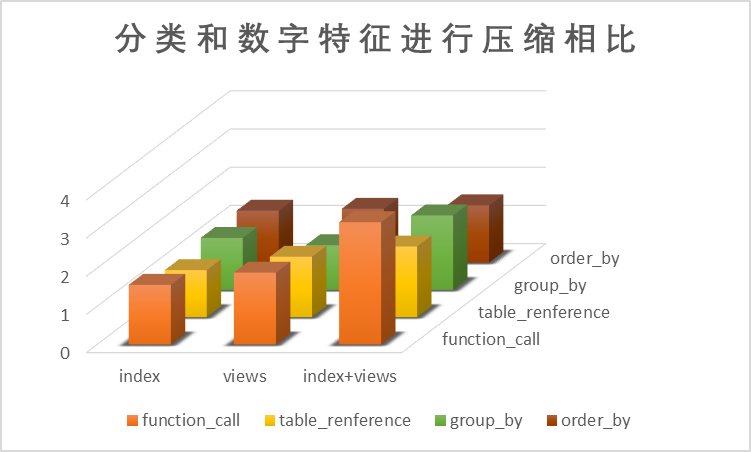 分类和数字特征进行压缩相比
4
3
2
1
0
order_by
group_by
table_renference
function_call
index
views
index+views
function_call
table_renference
group_by
order_by